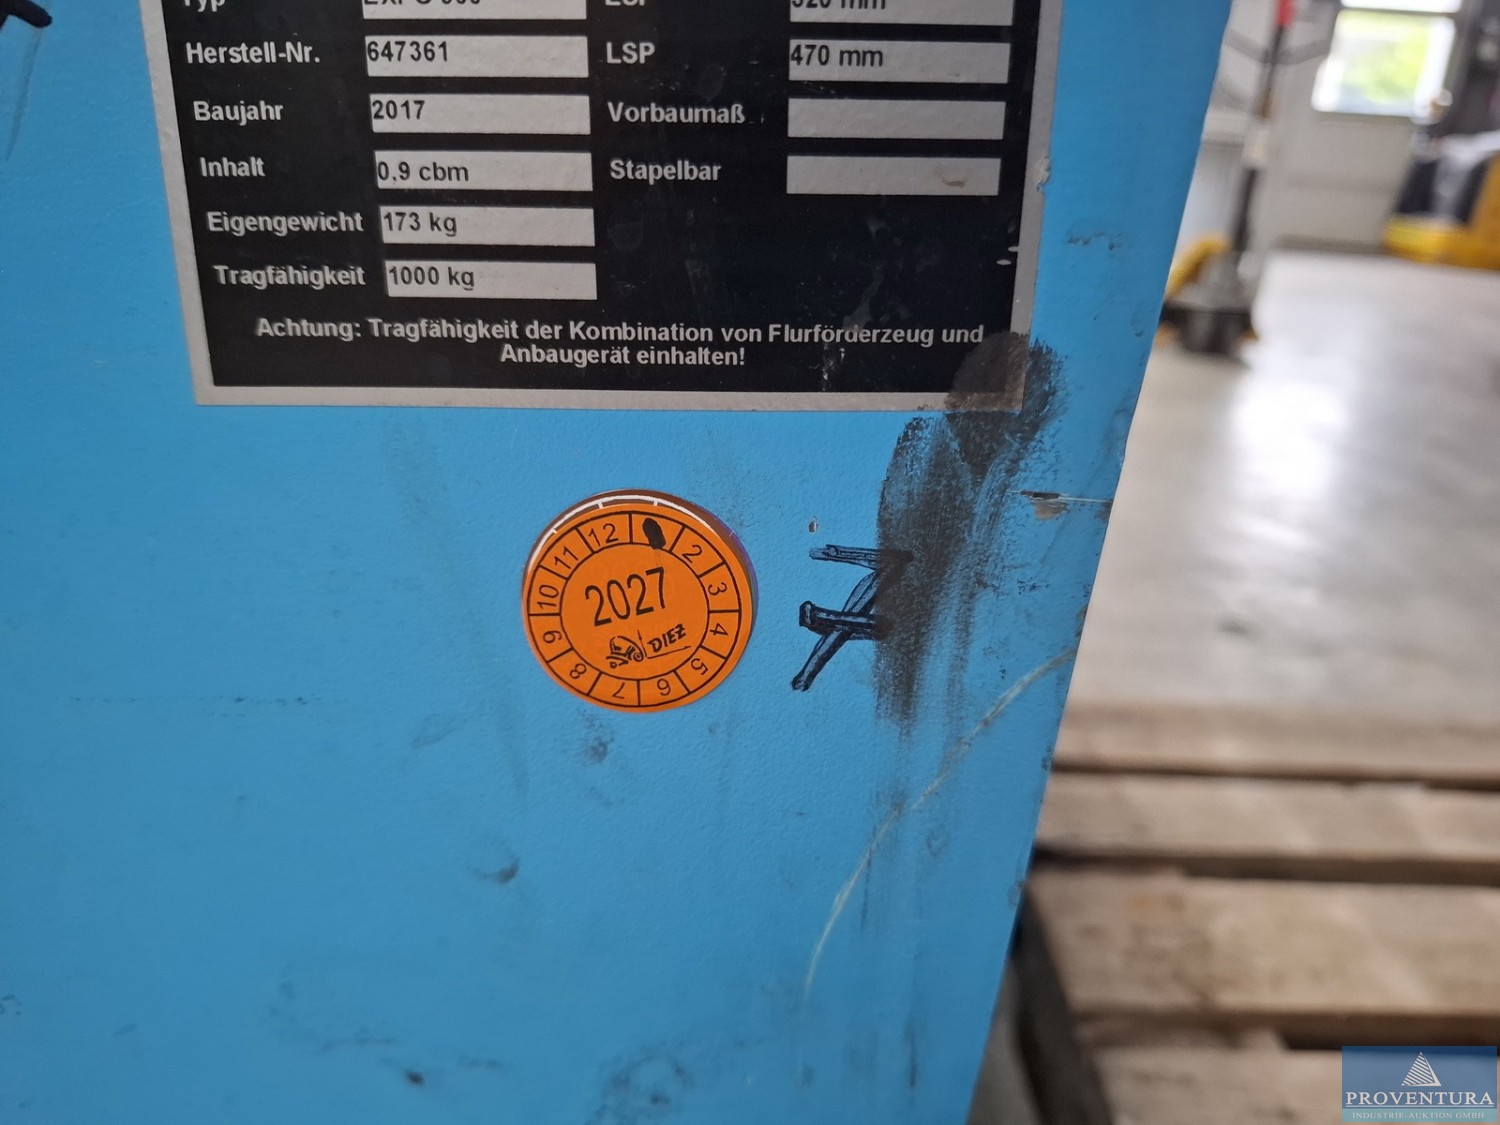 Typ
Herstell-Nr. 647361 LSP 470 mm
Baujahr 2017 Vorbaumaß
Inhalt 0,9 cbm Stapelbar
Eigengewicht 173 kg
Tragfähigkeit 1000 kg
Achtung: Tragfähigkeit der Kombination von Flurförderzeug und
Anbaugerät einhalten!
12 2 3 4 5 6 7 8 9 10 11
2027
DIEZ
7
PROVENTURA
INDUSTRIE-AUKTION GMBH